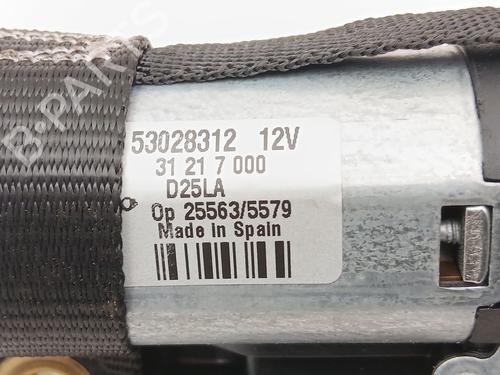 53028312 12V
31 21 7 000
D25LA
Op 25563/5579
Made in Spain
B-PARTS